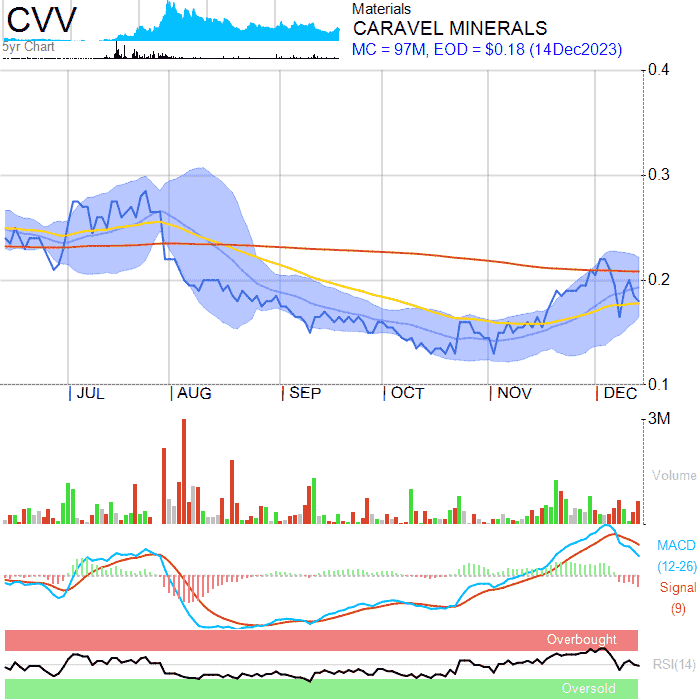 CVV
5yr Chart
Materials
CARAVEL MINERALS
MC = 97M, EOD = $0.18 (14Dec2023)
0.4
0.3
0.2
0.1
JUL
AUG
SEP
OCT
NOV
DEC
3M
Volume
MACD
(12-26)
Signal
(9)
Overbought
RSI(14)
Oversold